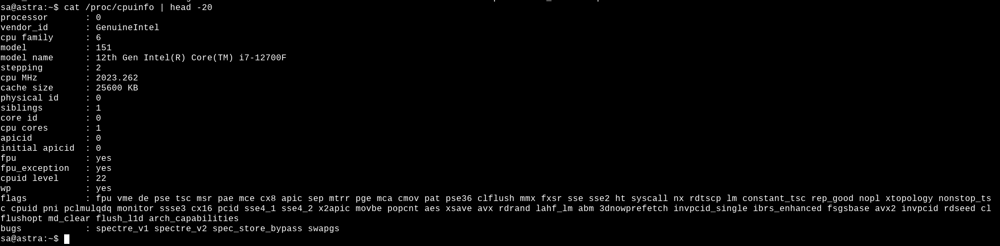 sa@astra:~$ cat /proc/cpuinfo | head -20
processor       : 0
vendor_id       : GenuineIntel
cpu family      : 6
model           : 151
model name      : 12th Gen Intel(R) Core(TM) i7-12700F
stepping        : 2
cpu MHz         : 2023.262
cache size      : 25600 KB
physical id     : 0
siblings        : 1
core id         : 0
cpu cores       : 1
apicid          : 0
initial apicid  : 0
fpu             : yes
fpu_exception   : yes
cpuid level     : 22
wp              : yes
flags           : fpu vme de pse tsc msr pae mce cx8 apic sep mtrr pge mca cmov pat pse36 clflush mmx fxsr sse sse2 ht syscall nx rdtscp lm constant_tsc rep_good nopl xtopology nonstop_ts
c cpuid pni pclmulqdq monitor ssse3 cx16 pcid sse4_1 sse4_2 x2apic movbe popcnt aes xsave avx rdrand lahf_lm abm 3dnowprefetch invpcid_single ibrs_enhanced fsgsbase avx2 invpcid rdseed cl
flushopt md_clear flush_l1d arch_capabilities
bugs            : spectre_v1 spectre_v2 spec_store_bypass swapgs
sa@astra:~$